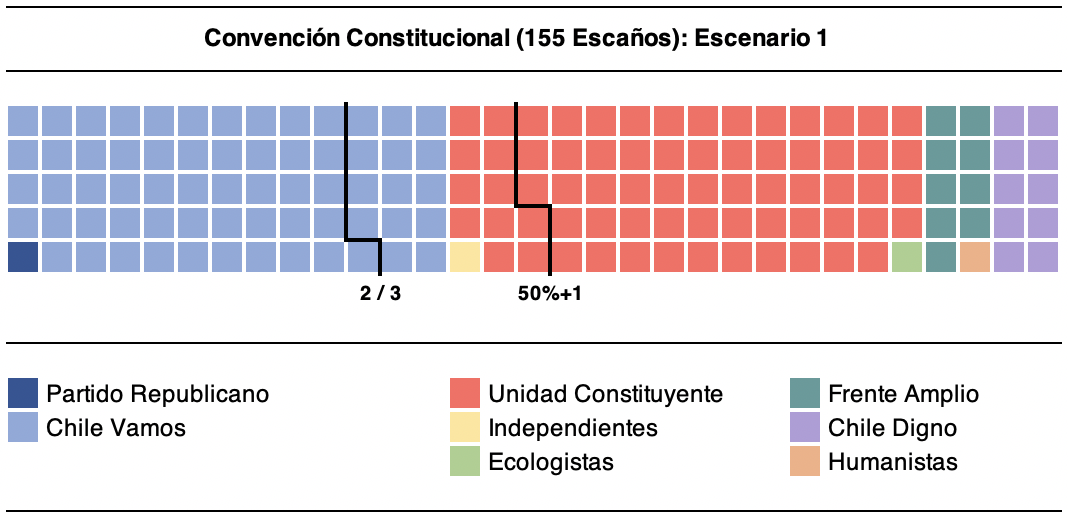 Convención Constitucional (155 Escaños): Escenario 1
2 / 3
50%+1
Partido Republicano
Chile Vamos
Unidad Constituyente
Independientes
Ecologistas
Frente Amplio
Chile Digno
Humanistas